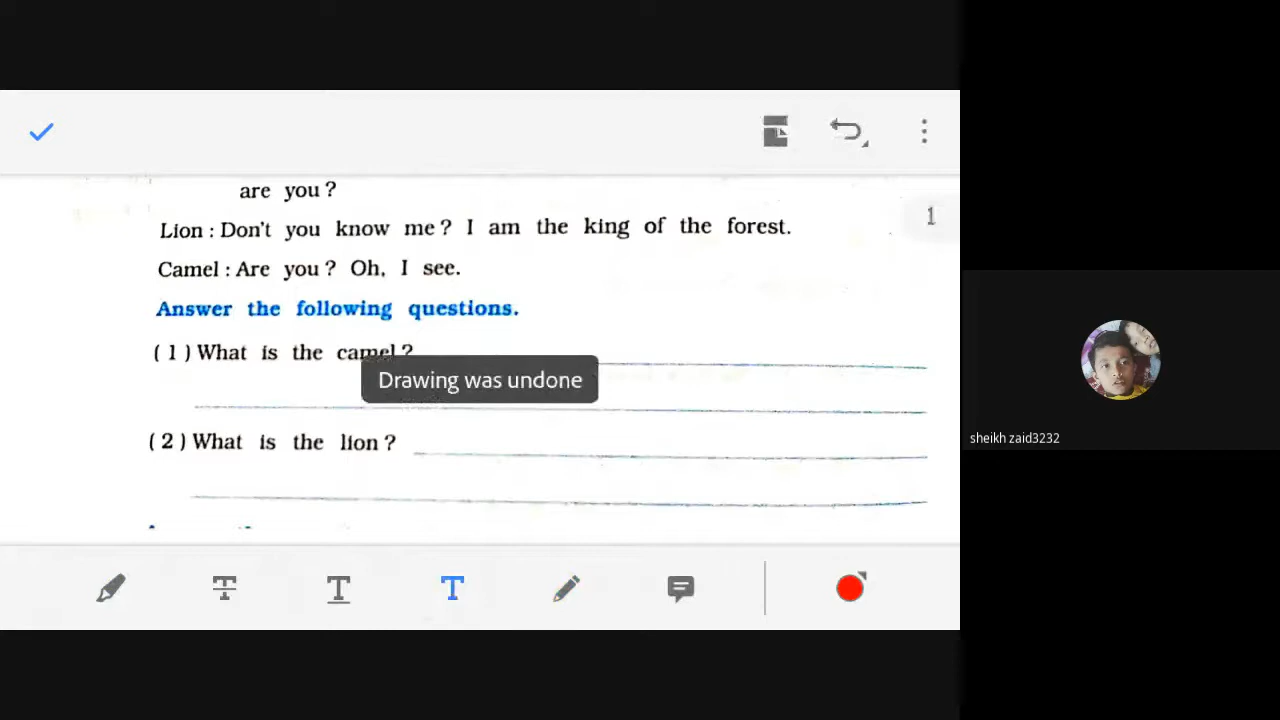 are you?
Lion : Don't you know me? I am the king of the forest.
1
Camel : Are you? Oh, I see.
Answer the following questions.
(1) What is the camel?
Drawing was undone
(2) What is the lion?
T
T
T
sheikh zaid3232